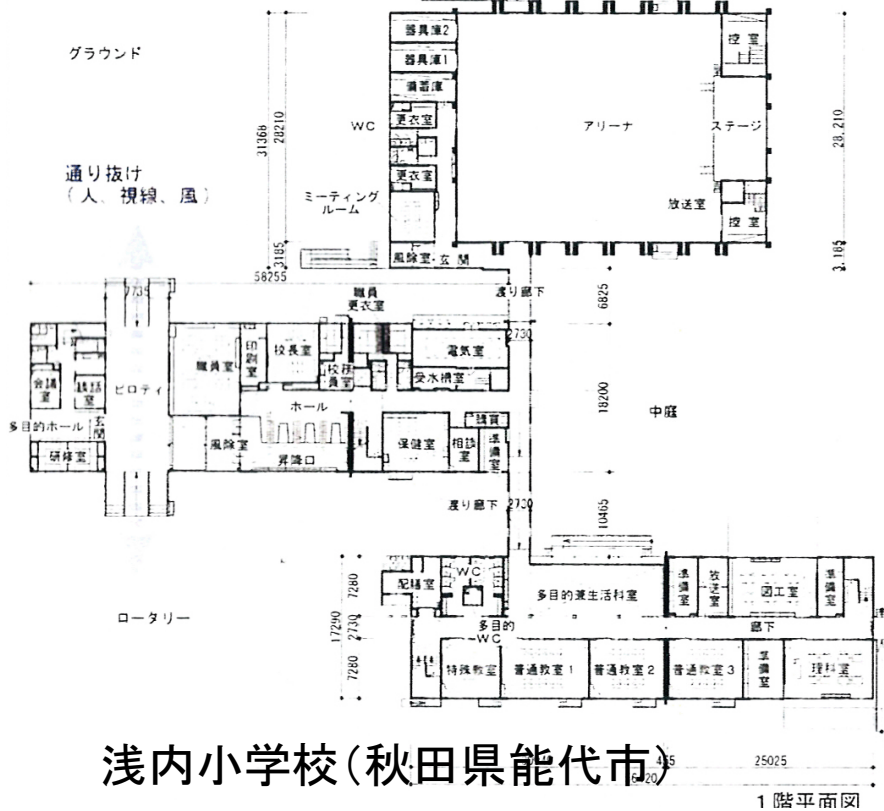 器具庫2
控室
グラウンド
器具庫1
備蓄庫
更衣室
WC
アリーナ
ステージ
31368
28210
28,210
通り抜け
(人、視線、風)
更衣室
ミーティング
ルーム
放送室
控室
3185
3,185
風除室・玄関
58255
7735
職員
更衣室
渡り廊下
6825
2730
職員室
印刷室
校長室
校務員室
電気室
受水槽室
会議室
談話室
ピロティ
ホール
18200
中庭
購買
多目的ホール
玄関
研修室
風除室
昇降口
保健室
相談室
準備室
渡り廊下
2730
10465
配膳室
WC
7280
多目的兼生活科室
準備室
放送室
図工室
準備室
ロータリー
17290
2730
多目的
WC
廊下
7280
特殊教室
普通教室1
普通教室2
普通教室3
準備室
理科室
浅内小学校(秋田県能代市)
455
25025
1階平面図